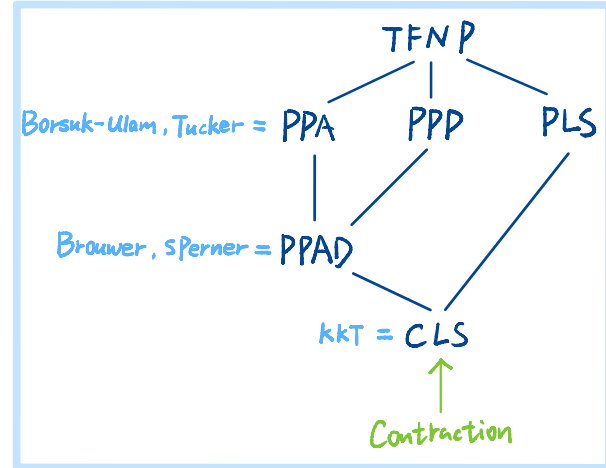 TFNP
Borsuk-Ulam, Tucker = PPA PPP PLS
Brouwer, Sperner = PPAD
KKT = CLS
Contraction